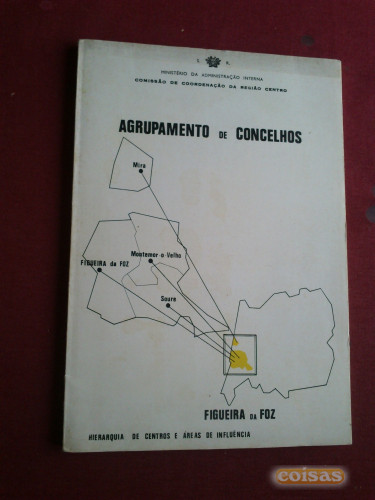 S. R.
MINISTÉRIO DA ADMINISTRAÇÃO INTERNA
COMISSÃO DE COORDENAÇÃO DA REGIÃO CENTRO
AGRUPAMENTO DE CONCELHOS
Mira
Montemor-o-Velho
FIGUEIRA da FOZ
Soure
FIGUEIRA DA FOZ
HIERARQUIA DE CENTROS E ÁREAS DE INFLUÊNCIA
coisas